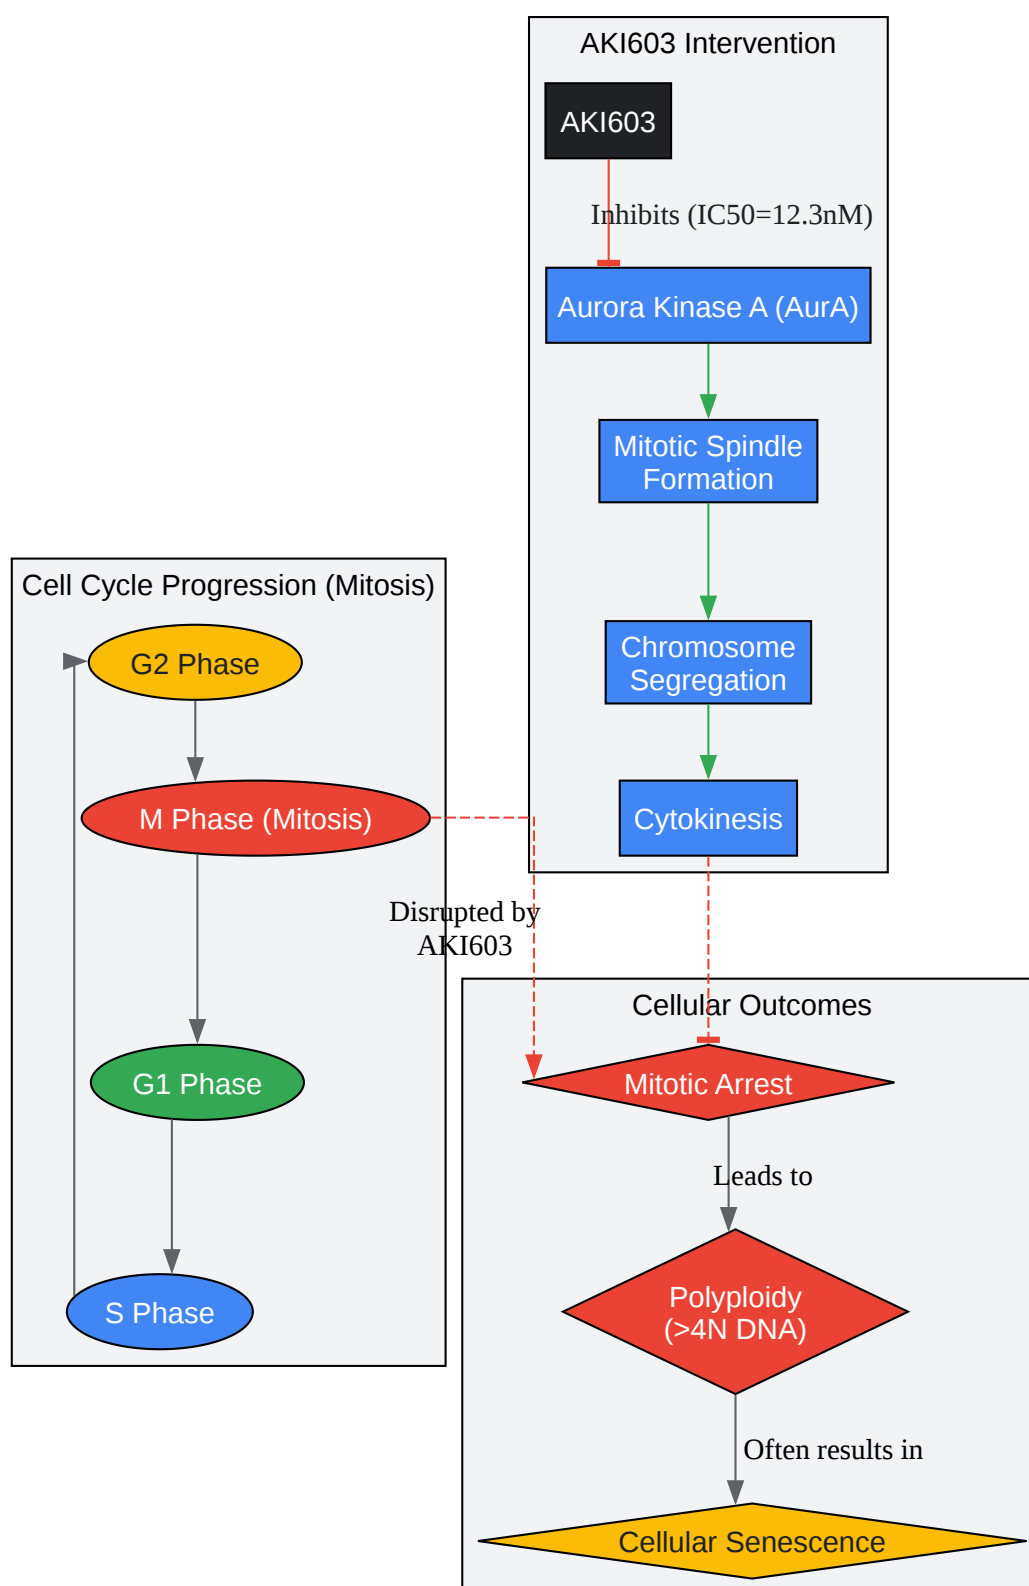 AKI603 Intervention
AKI603
Inhibits (IC50=12.3nM)
Aurora Kinase A (AurA)
Mitotic Spindle
Formation
Chromosome
Segregation
Cytokinesis
Cell Cycle Progression (Mitosis)
G2 Phase
M Phase (Mitosis)
Disrupted by
AKI603
G1 Phase
S Phase
Cellular Outcomes
Mitotic Arrest
Leads to
Polyploidy
(>4N DNA)
Often results in
Cellular Senescence